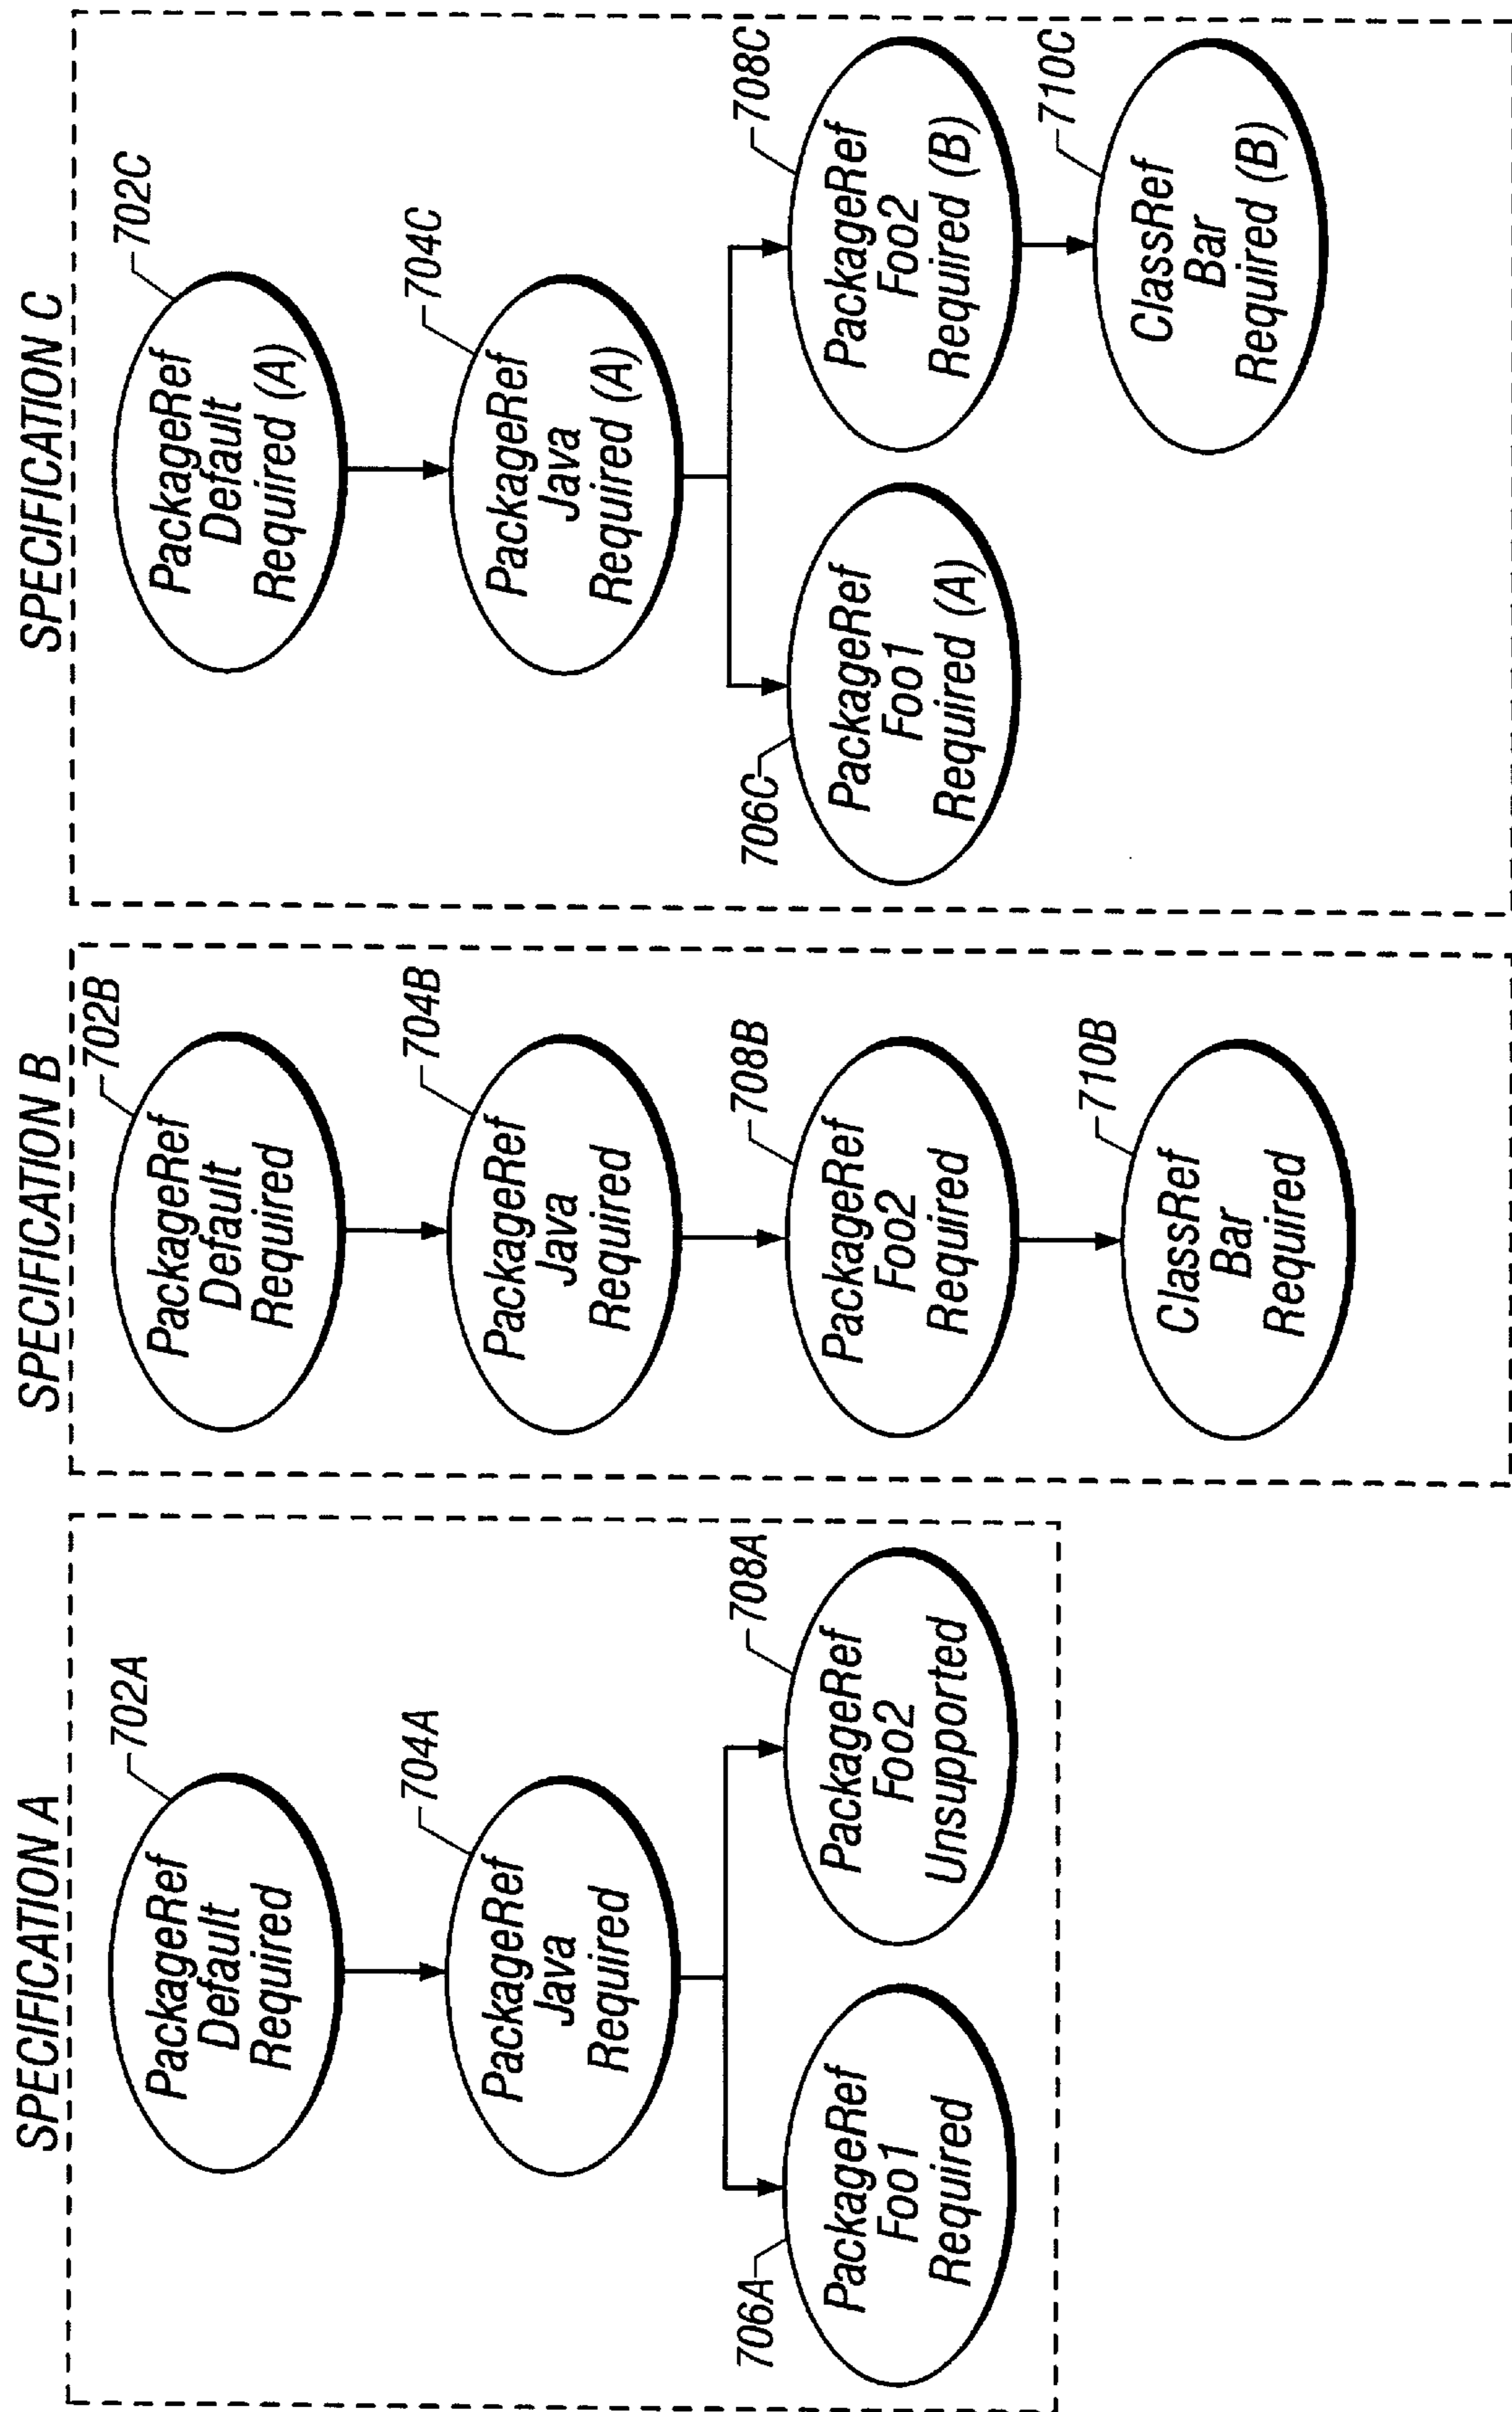 SPECIFICATION A
702A
PackageRef
Default
Required
704A
PackageRef
Java
Required
706A
PackageRef
Foo1
Required
708A
PackageRef
Foo2
Unsupported
SPECIFICATION B
702B
PackageRef
Default
Required
704B
PackageRef
Java
Required
708B
PackageRef
Foo2
Required
710B
ClassRef
Bar
Required
SPECIFICATION C
702C
PackageRef
Default
Required (A)
704C
PackageRef
Java
Required (A)
706C
PackageRef
Foo1
Required (A)
708C
PackageRef
Foo2
Required (B)
710C
ClassRef
Bar
Required (B)